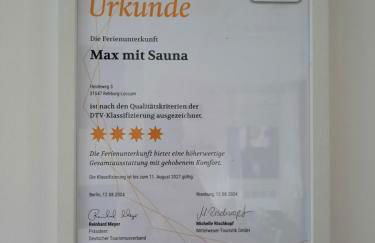 Urkunde
Die Ferienunterkunft
Max mit Sauna
Heideweg 5
31547 Rehburg-Loccum
ist nach den Qualitätskriterien der
DTV-Klassifizierung ausgezeichnet.
Die Ferienunterkunft bietet eine höherwertige
Gesamtausstattung mit gehobenem Komfort.
Die Klassifizierung ist bis zum 11. August 2027 gültig.
Berlin, 12.08.2024
Nienburg, 12.08.2024
Reinhard Meyer
Präsident
Deutscher Tourismusverband
Michelle Rischkopf
Mittelweser-Touristik GmbH